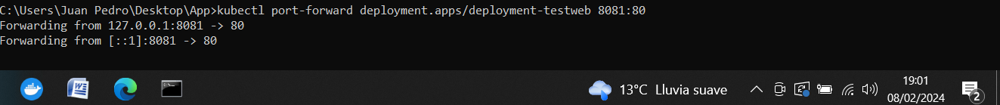 C:\Users\Juan Pedro\Desktop\App>kubectl port-forward deployment.apps/deployment-testweb 8081:80
Forwarding from 127.0.0.1:8081 -> 80
Forwarding from [::1]:8081 -> 80
W
C:\_
13°C Lluvia suave
19:01
08/02/2024
2